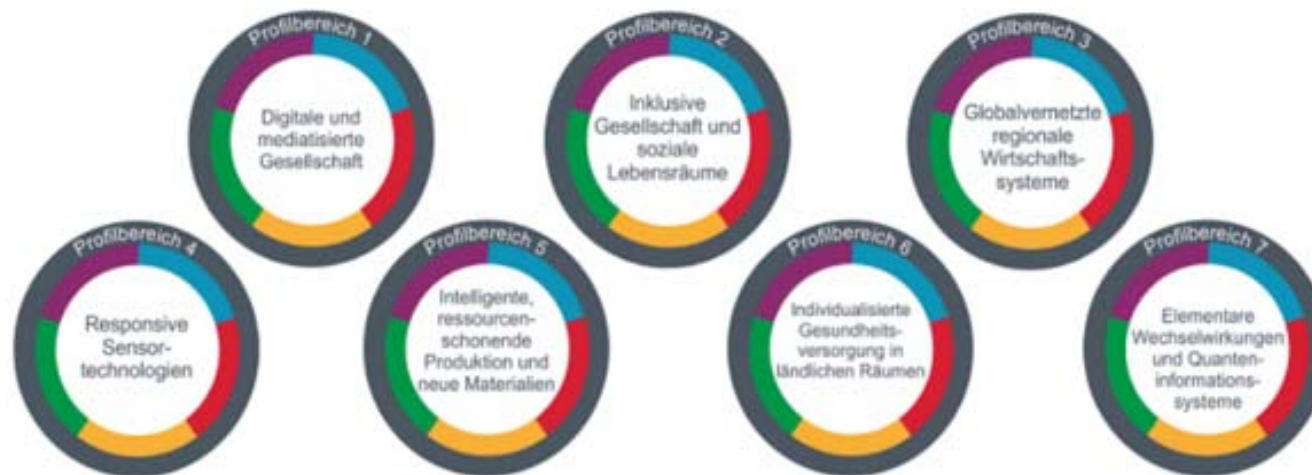 Profilbereich 1
Digitale und
mediatisierte
Gesellschaft
Profilbereich 2
Inklusive
Gesellschaft und
soziale
Lebensräume
Profilbereich 3
Globalvernetzte
regionale
Wirtschafts-
systeme
Profilbereich 4
Responsive
Sensor-
technologien
Profilbereich 5
Intelligente,
ressourcen-
schonende
Produktion und
neue Materialien
Profilbereich 6
Individualisierte
Gesundheits-
versorgung in
ländlichen Räumen
Profilbereich 7
Elementare
Wechselwirkungen
und Quanten-
informations-
systeme